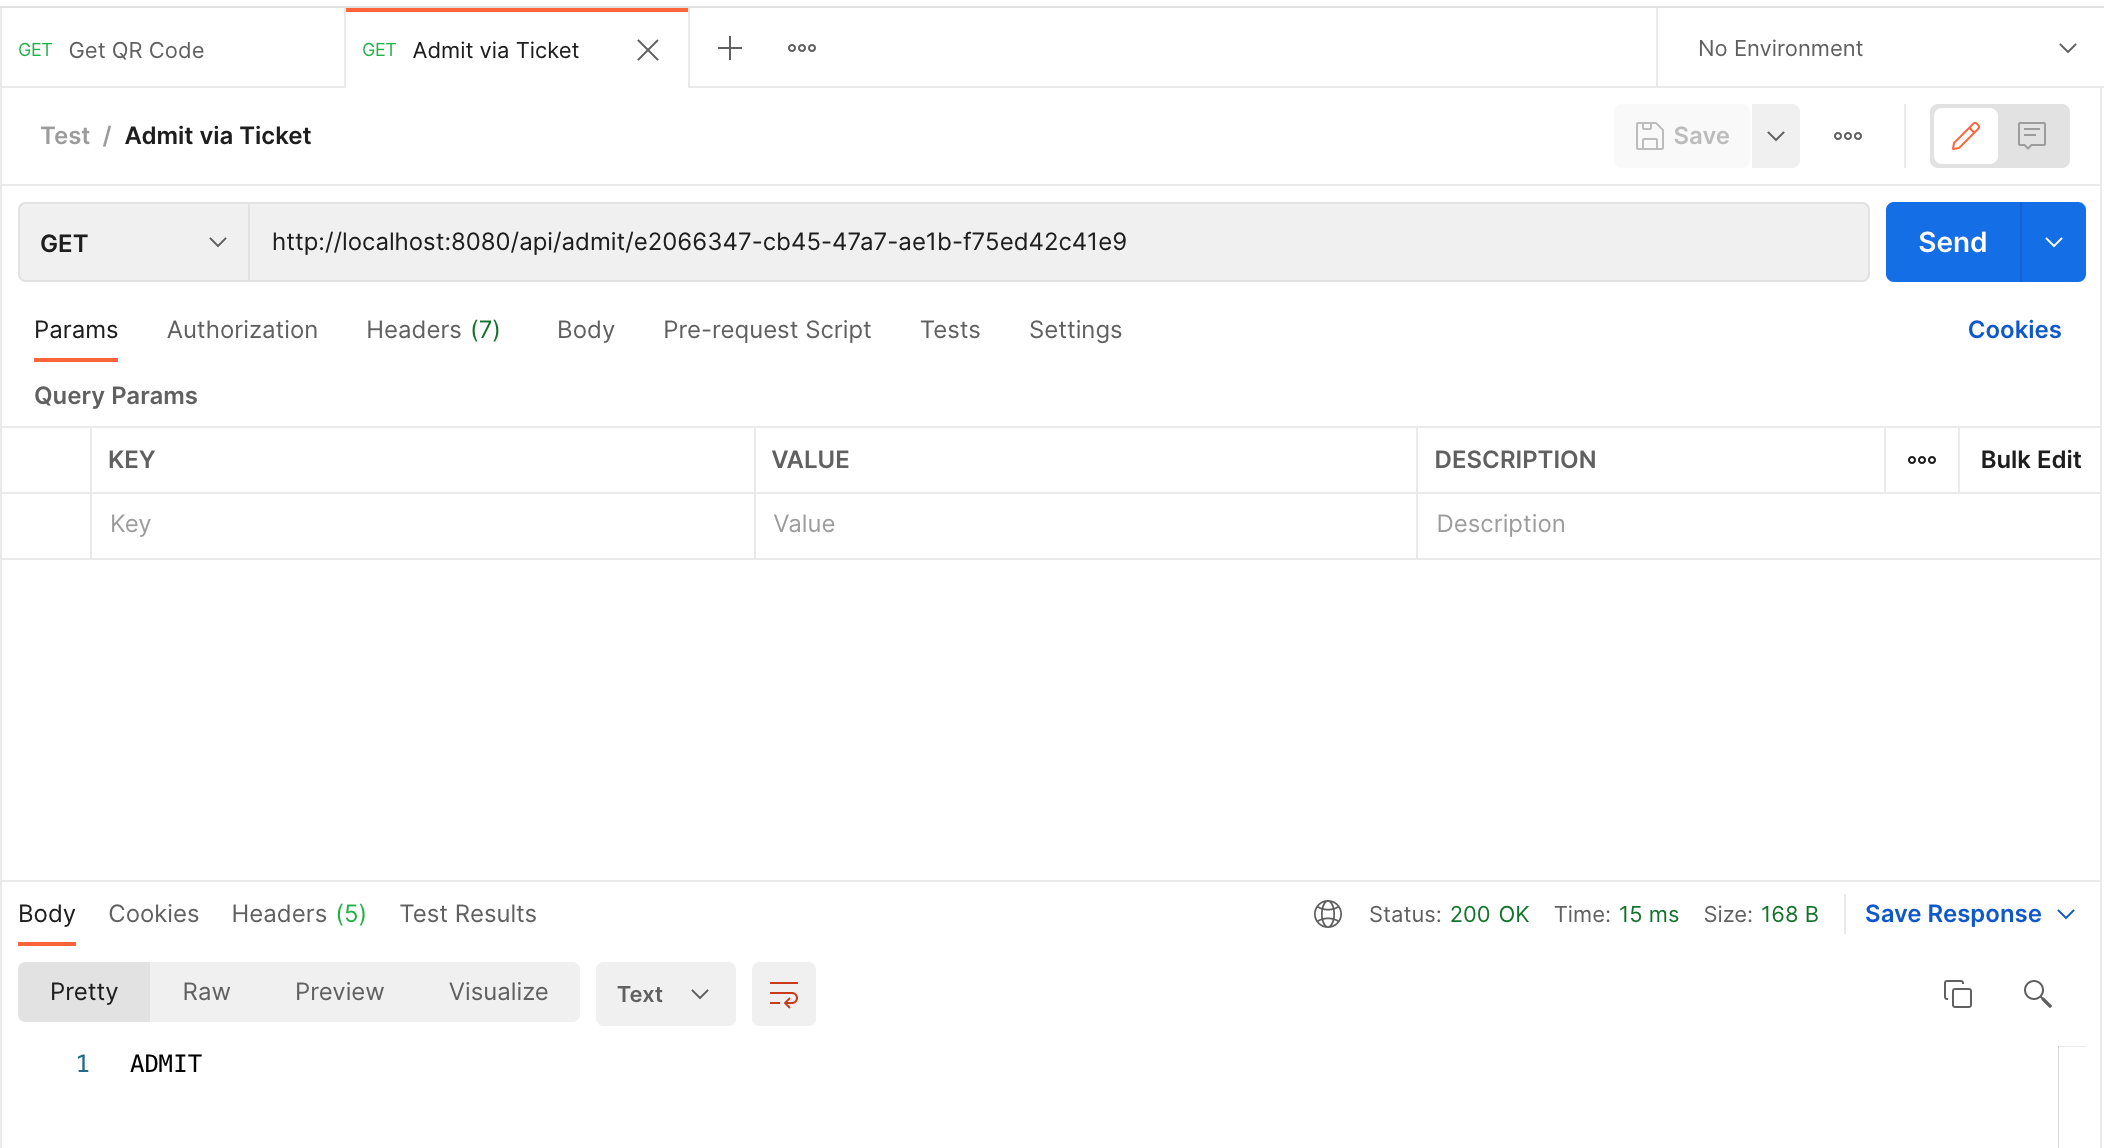 GET Get QR Code GET Admit via Ticket No Environment
Test / Admit via Ticket Save
GET http://localhost:8080/api/admit/e2066347-cb45-47a7-ae1b-f75ed42c41e9 Send
Params Authorization Headers (7) Body Pre-request Script Tests Settings Cookies
Query Params
KEY VALUE DESCRIPTION Bulk Edit
Key Value Description
Body Cookies Headers (5) Test Results Status: 200 OK Time: 15 ms Size: 168 B Save Response
Pretty Raw Preview Visualize Text
1 ADMIT